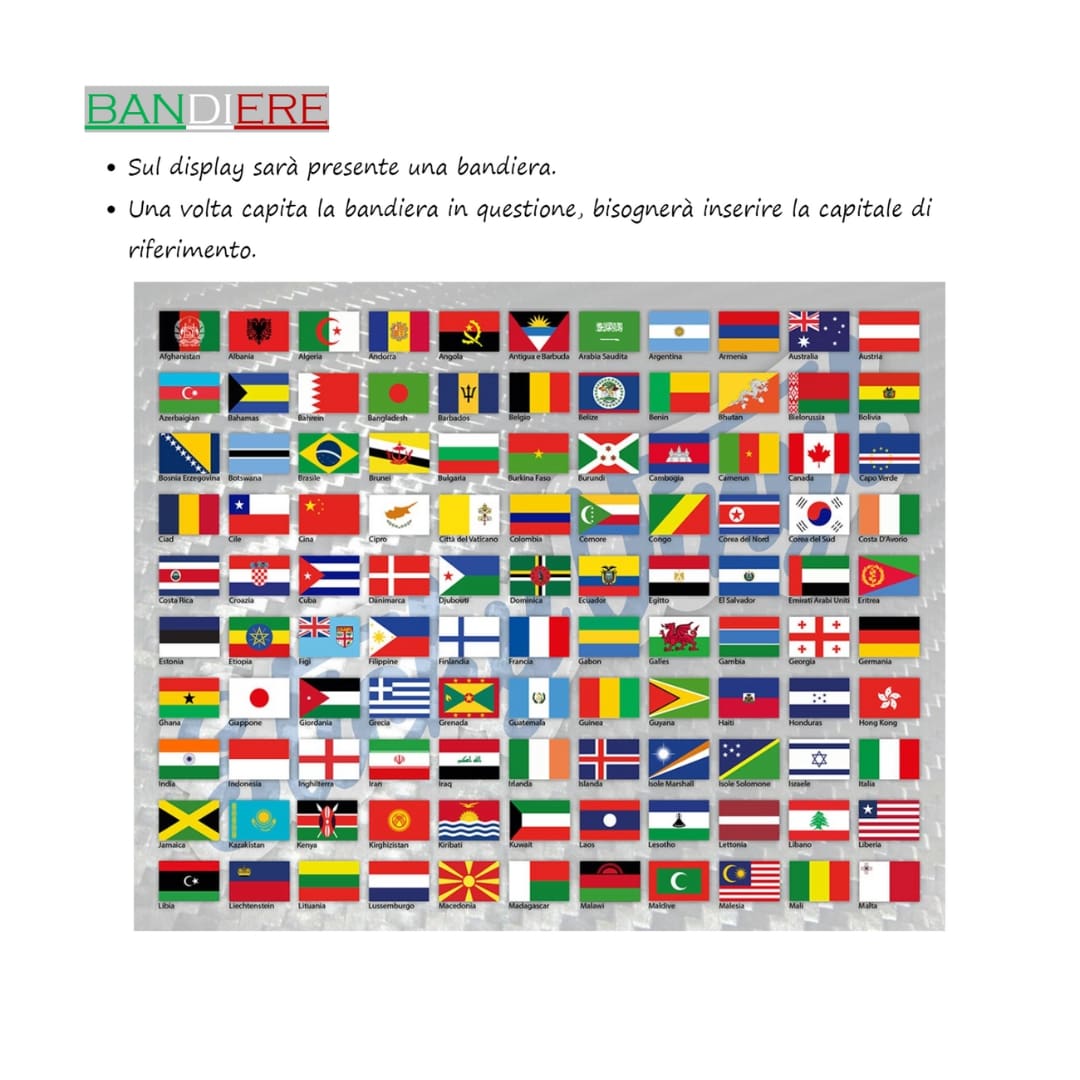 BANDIERE
• Sul display sarà presente una bandiera.
• Una volta capita la bandiera in questione, bisognerà inserire la capitale di
riferimento.
Afghanistan Albania Algeria Andorra Angola Antigua e Barbuda Arabia Saudita Argentina Armenia Australia Austria
Azerbaigian Bahamas Bahrein Bangladesh Barbados Belgio Belize Benin Bhutan Bielorussia Bolivia
Bosnia Erzegovina Botswana Brasile Brunei Bulgaria Burkina Faso Burundi Cambogia Camerun Canada Capo Verde
Ciad Cile Cina Cipro Città del Vaticano Colombia Comore Congo Corea del Nord Corea del Sud Costa D'Avorio
Costa Rica Croazia Cuba Danimarca Djibouti Dominica Ecuador Egitto El Salvador Emirati Arabi Uniti Eritrea
Estonia Etiopia Figi Filippine Finlandia Francia Gabon Galles Gambia Georgia Germania
Ghana Giappone Giordania Grecia Grenada Guatemala Guinea Guyana Haiti Honduras Hong Kong
India Indonesia Inghilterra Iran Iraq Irlanda Islanda Isole Marshall Isole Solomone Israele Italia
Jamaica Kazakistan Kenya Kirghizistan Kiribati Kuwait Laos Lesotho Lettonia Libano Liberia
Libia Liechtenstein Lituania Lussemburgo Macedonia Madagascar Malawi Maldive Malesia Mali Malta